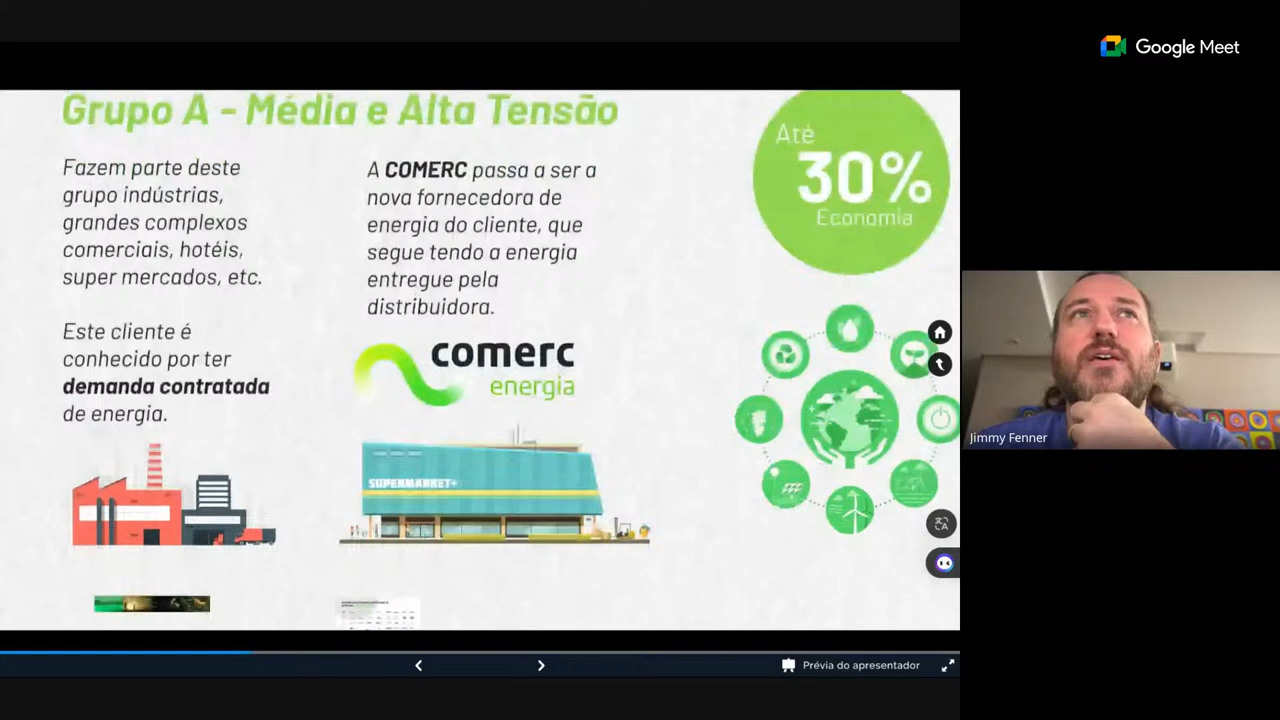 Google Meet
Grupo A - Média e Alta Tensão
Fazem parte deste
grupo indústrias,
grandes complexos
comerciais, hotéis,
super mercados, etc.
Este cliente é
conhecido por ter
demanda contratada
de energia.
A COMERC passa a ser a
nova fornecedora de
energia do cliente, que
segue tendo a energia
entregue pela
distribuidora.
comerc
energia
SUPERMARKET+
Até
30%
Economia
Jimmy Fenner
Prévia do apresentador